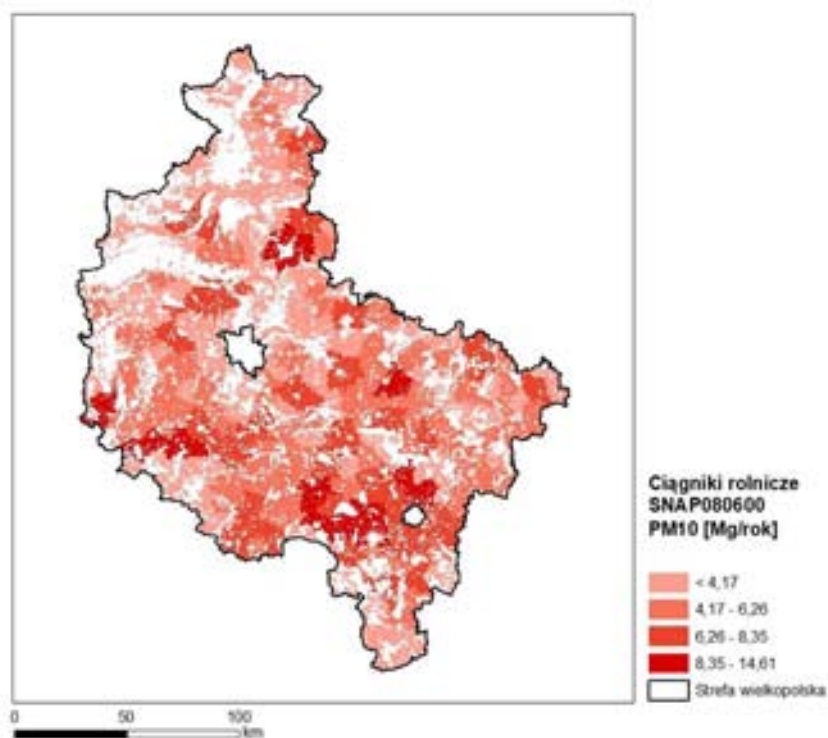 Ciągniki rolnicze
SNAP080600
PM10 [Mg/rok]
< 4,17
4,17 - 6,26
6,26 - 8,35
8,35 - 14,61
Strefa wielkopolska
0 50 100
km